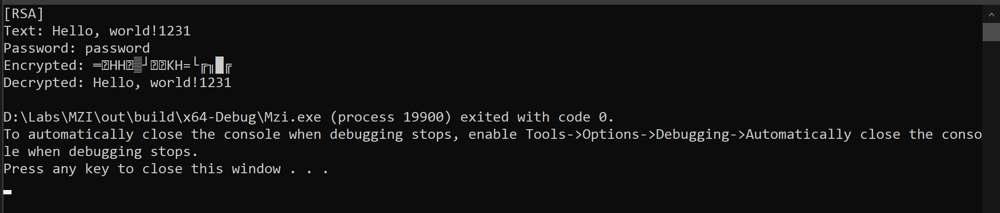 [RSA]
Text: Hello, world!1231
Password: password
Encrypted: ═⍰HH⍰▒┘⍰⍰KH=└╔╖█╔
Decrypted: Hello, world!1231
D:\Labs\MZI\out\build\x64-Debug\Mzi.exe (process 19900) exited with code 0.
To automatically close the console when debugging stops, enable Tools->Options->Debugging->Automatically close the conso
le when debugging stops.
Press any key to close this window . . .